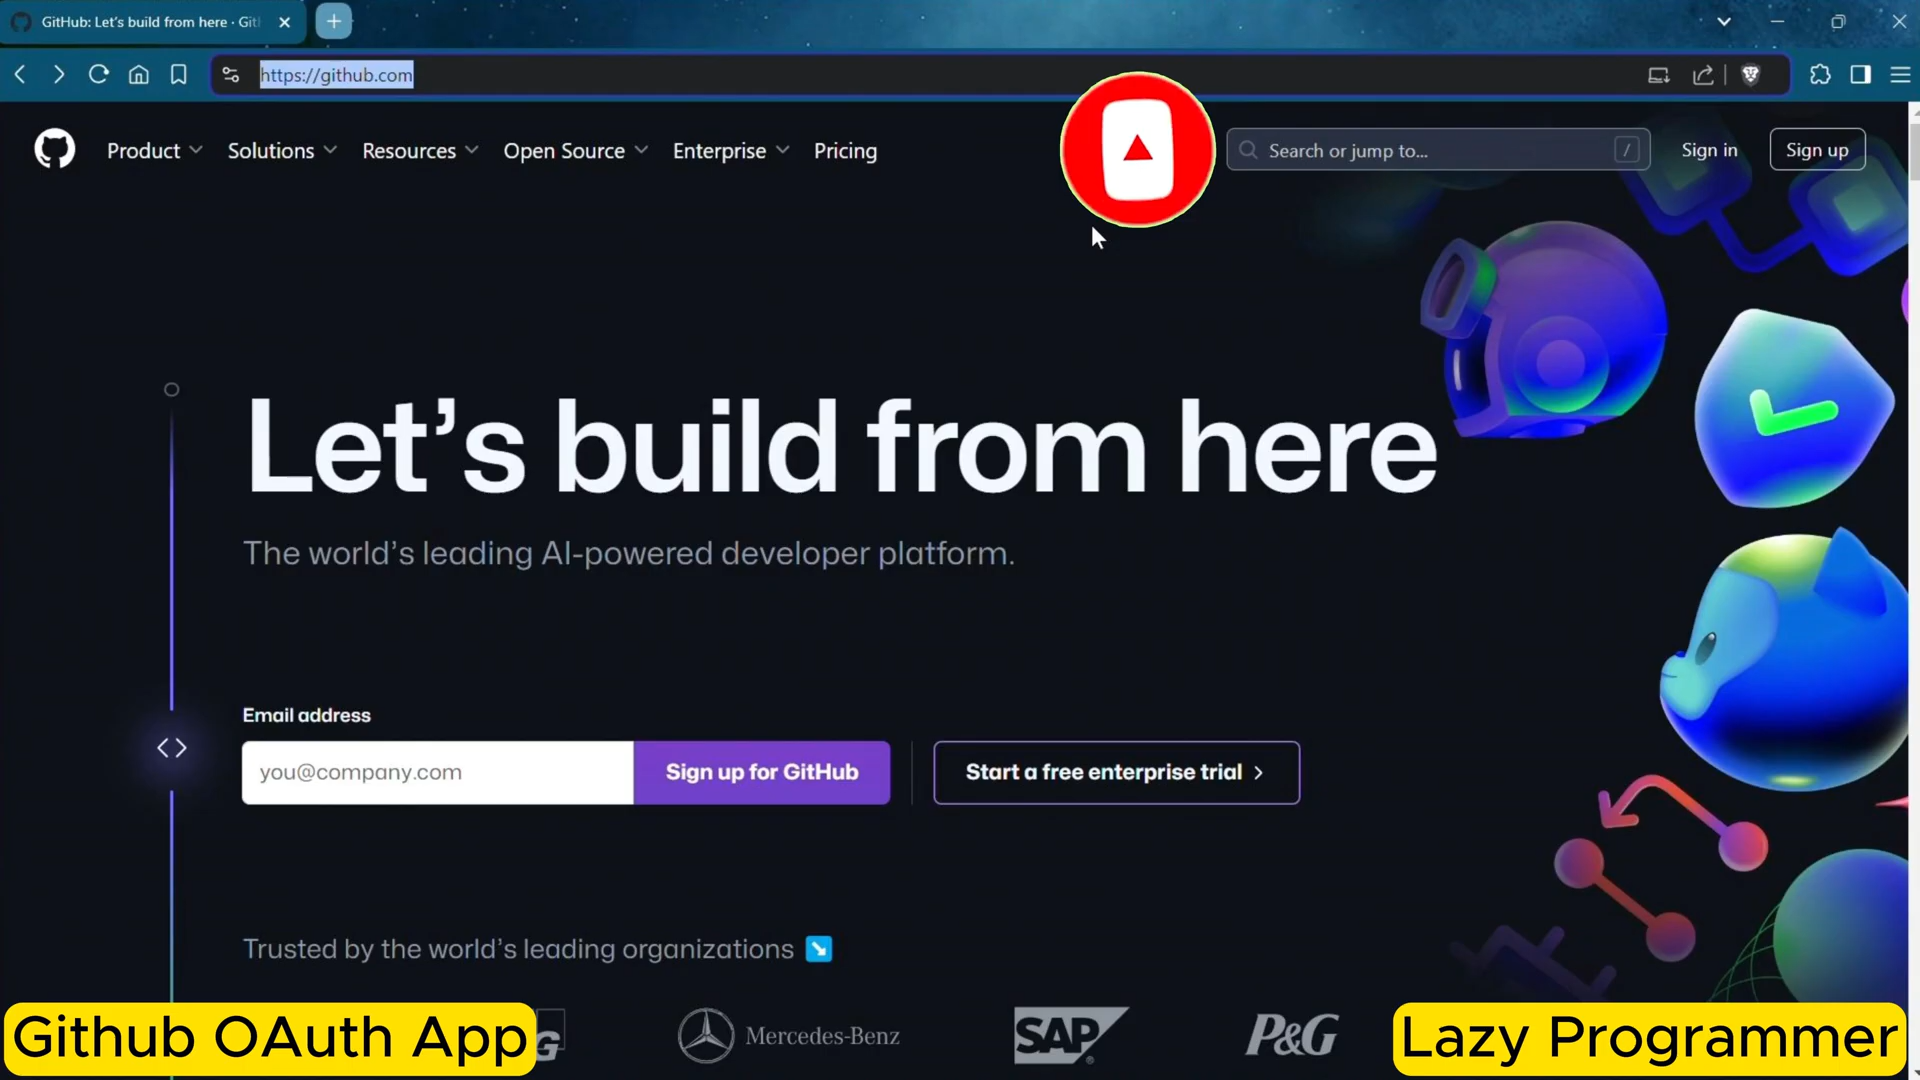 GitHub: Let's build from here · Git
https://github.com
Product
Solutions
Resources
Open Source
Enterprise
Pricing
Search or jump to...
/
Sign in
Sign up
Let's build from here
The world's leading AI-powered developer platform.
Email address
you@company.com
Sign up for GitHub
Start a free enterprise trial
Trusted by the world's leading organizations
G
Mercedes-Benz
SAP
P&G
Github OAuth App
Lazy Programmer